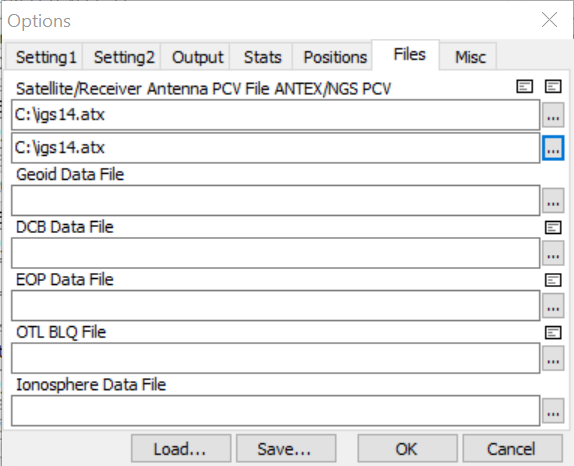 Options
Setting1 Setting2 Output Stats Positions Files Misc
Satellite/Receiver Antenna PCV File ANTEX/NGS PCV
C:\igs14.atx ...
C:\igs14.atx ...
Geoid Data File
...
DCB Data File
...
EOP Data File
...
OTL BLQ File
...
Ionosphere Data File
...
Load... Save... OK Cancel